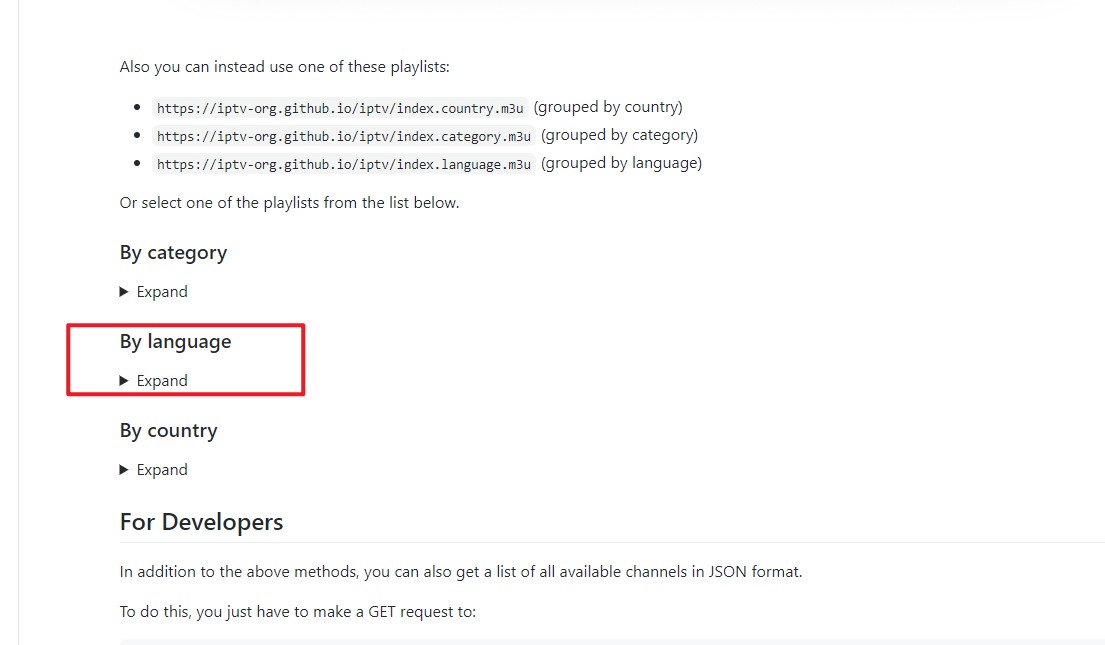 Also you can instead use one of these playlists:
https://iptv-org.github.io/iptv/index.country.m3u (grouped by country)
https://iptv-org.github.io/iptv/index.category.m3u (grouped by category)
https://iptv-org.github.io/iptv/index.language.m3u (grouped by language)
Or select one of the playlists from the list below.
By category
Expand
By language
Expand
By country
Expand
For Developers
In addition to the above methods, you can also get a list of all available channels in JSON format.
To do this, you just have to make a GET request to: